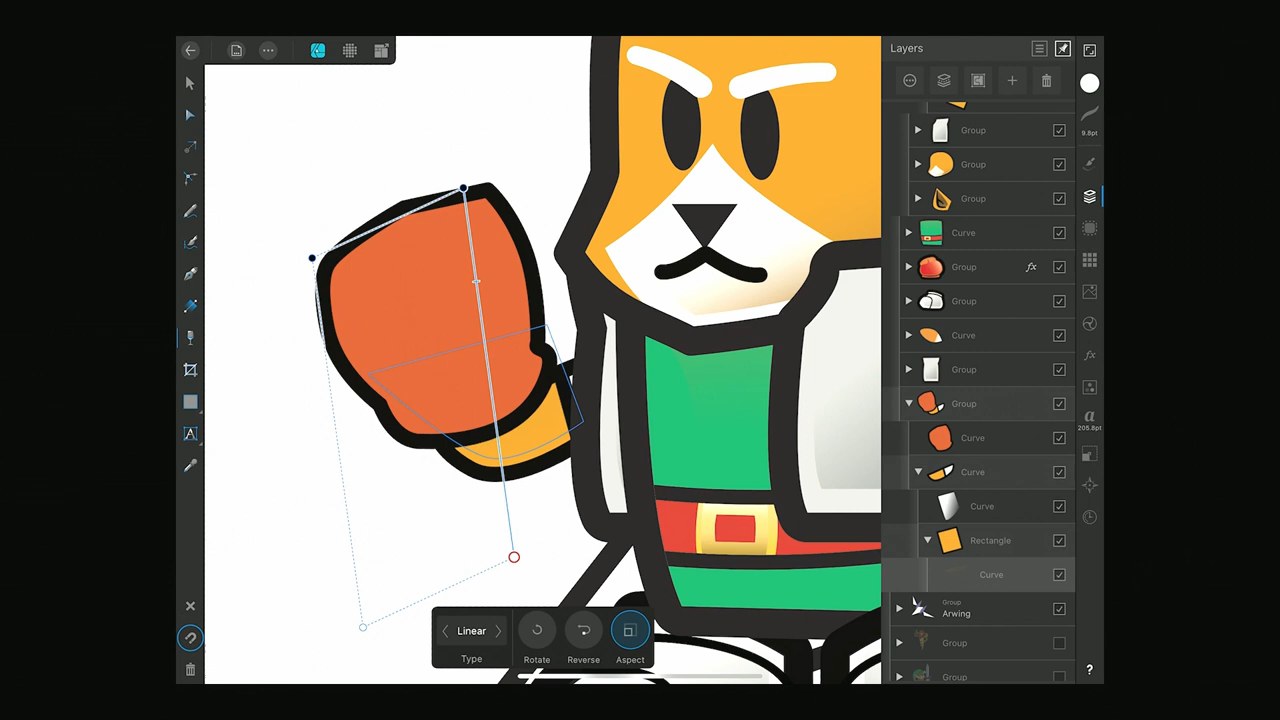 Layers
Group
9.8pt
Group
Group
Curve
Group fx
Group
Curve
fx
Group
Group
a
205.8pt
Curve
Curve
Curve
Rectangle
Curve
Group
Arwing
Group
Group
A
Linear
Type
Rotate
Reverse
Aspect
?